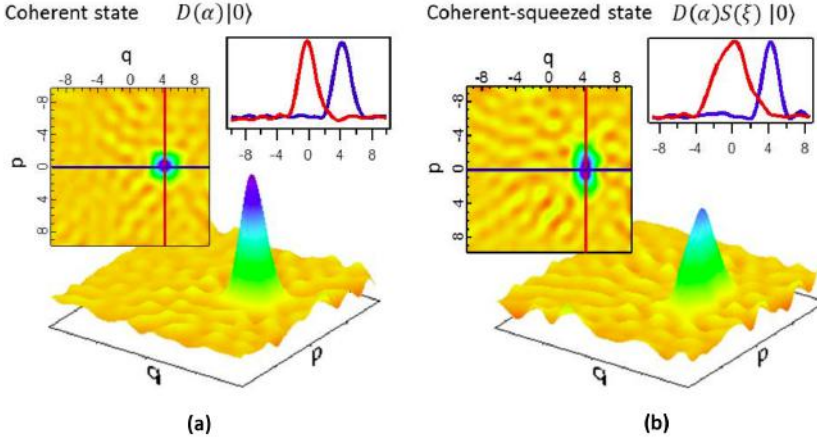 Coherent state D(α)|0⟩
q
-8 -4 0 4 8
p
-8 -4 0 4 8
-8 -4 0 4 8
q
p
(a)
Coherent-squeezed state D(α)S(ξ) |0⟩
q
-8 -4 0 4 8
p
-8 -4 0 4 8
-8 -4 0 4 8
q
p
(b)